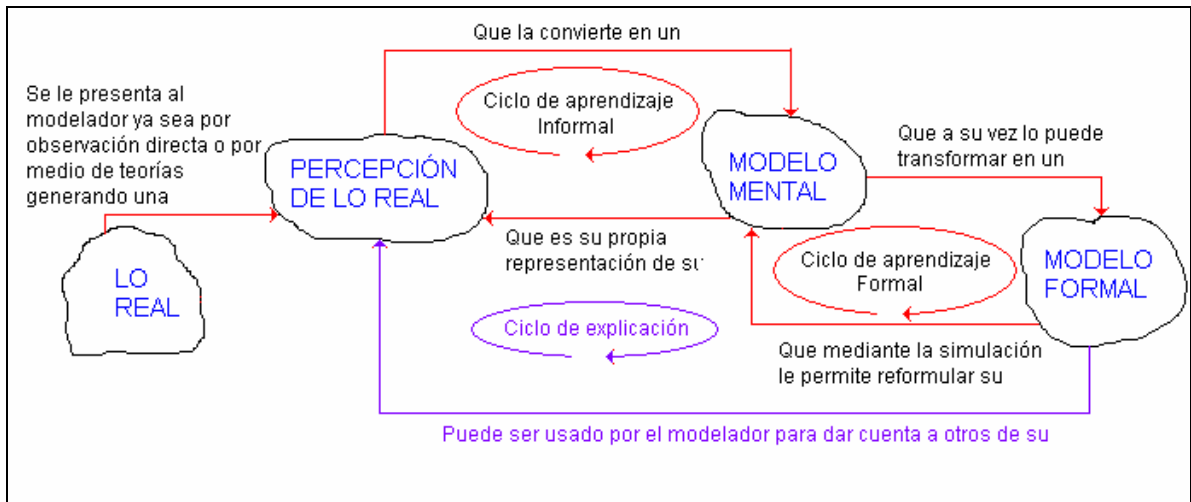 Que la convierte en un
Se le presenta al
modelador ya sea por
observación directa o por
medio de teorías
generando una
Ciclo de aprendizaje
Informal
PERCEPCIÓN
DE LO REAL
MODELO
MENTAL
Que a su vez lo puede
transformar en un
Que es su propia
representación de su
LO
REAL
Ciclo de aprendizaje
Formal
MODELO
FORMAL
Ciclo de explicación
Que mediante la simulación
le permite reformular su
Puede ser usado por el modelador para dar cuenta a otros de su